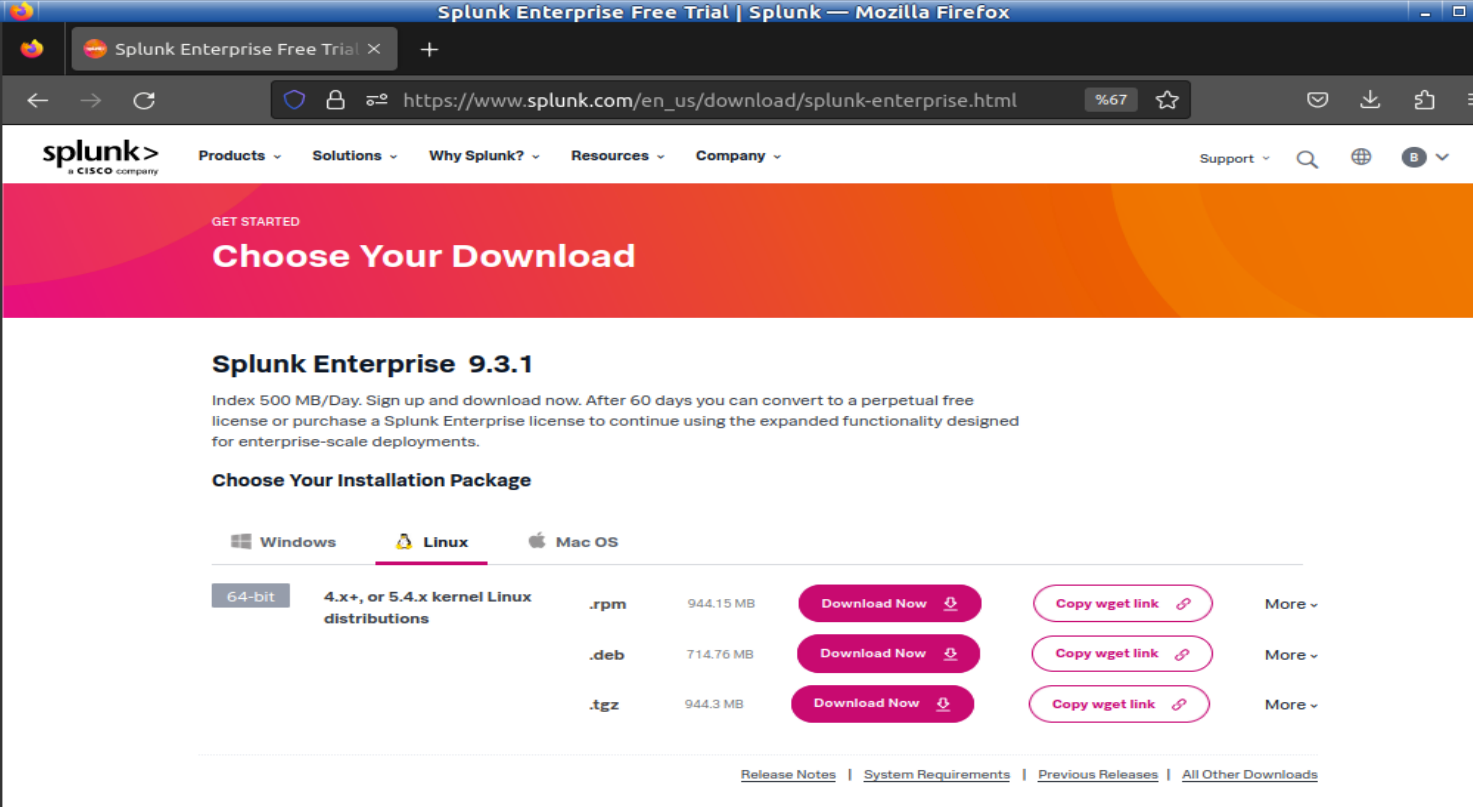 Splunk Enterprise Free Trial | Splunk — Mozilla Firefox
Splunk Enterprise Free Trial
https://www.splunk.com/en_us/download/splunk-enterprise.html %67
splunk> Products Solutions Why Splunk? Resources Company Support B
a CISCO company
GET STARTED
Choose Your Download
Splunk Enterprise 9.3.1
Index 500 MB/Day. Sign up and download now. After 60 days you can convert to a perpetual free
license or purchase a Splunk Enterprise license to continue using the expanded functionality designed
for enterprise-scale deployments.
Choose Your Installation Package
Windows Linux Mac OS
64-bit 4.x+, or 5.4.x kernel Linux
distributions
.rpm 944.15 MB Download Now Copy wget link More
.deb 714.76 MB Download Now Copy wget link More
.tgz 944.3 MB Download Now Copy wget link More
Release Notes | System Requirements | Previous Releases | All Other Downloads